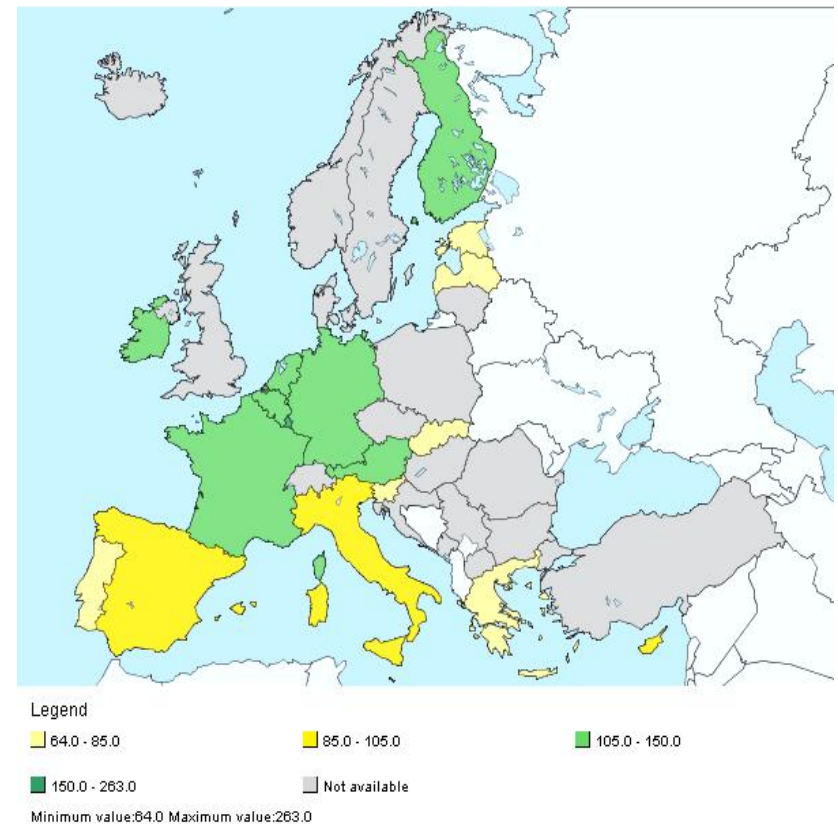 Legend
64.0 - 85.0
85.0 - 105.0
105.0 - 150.0
150.0 - 263.0
Not available
Minimum value:64.0 Maximum value:263.0